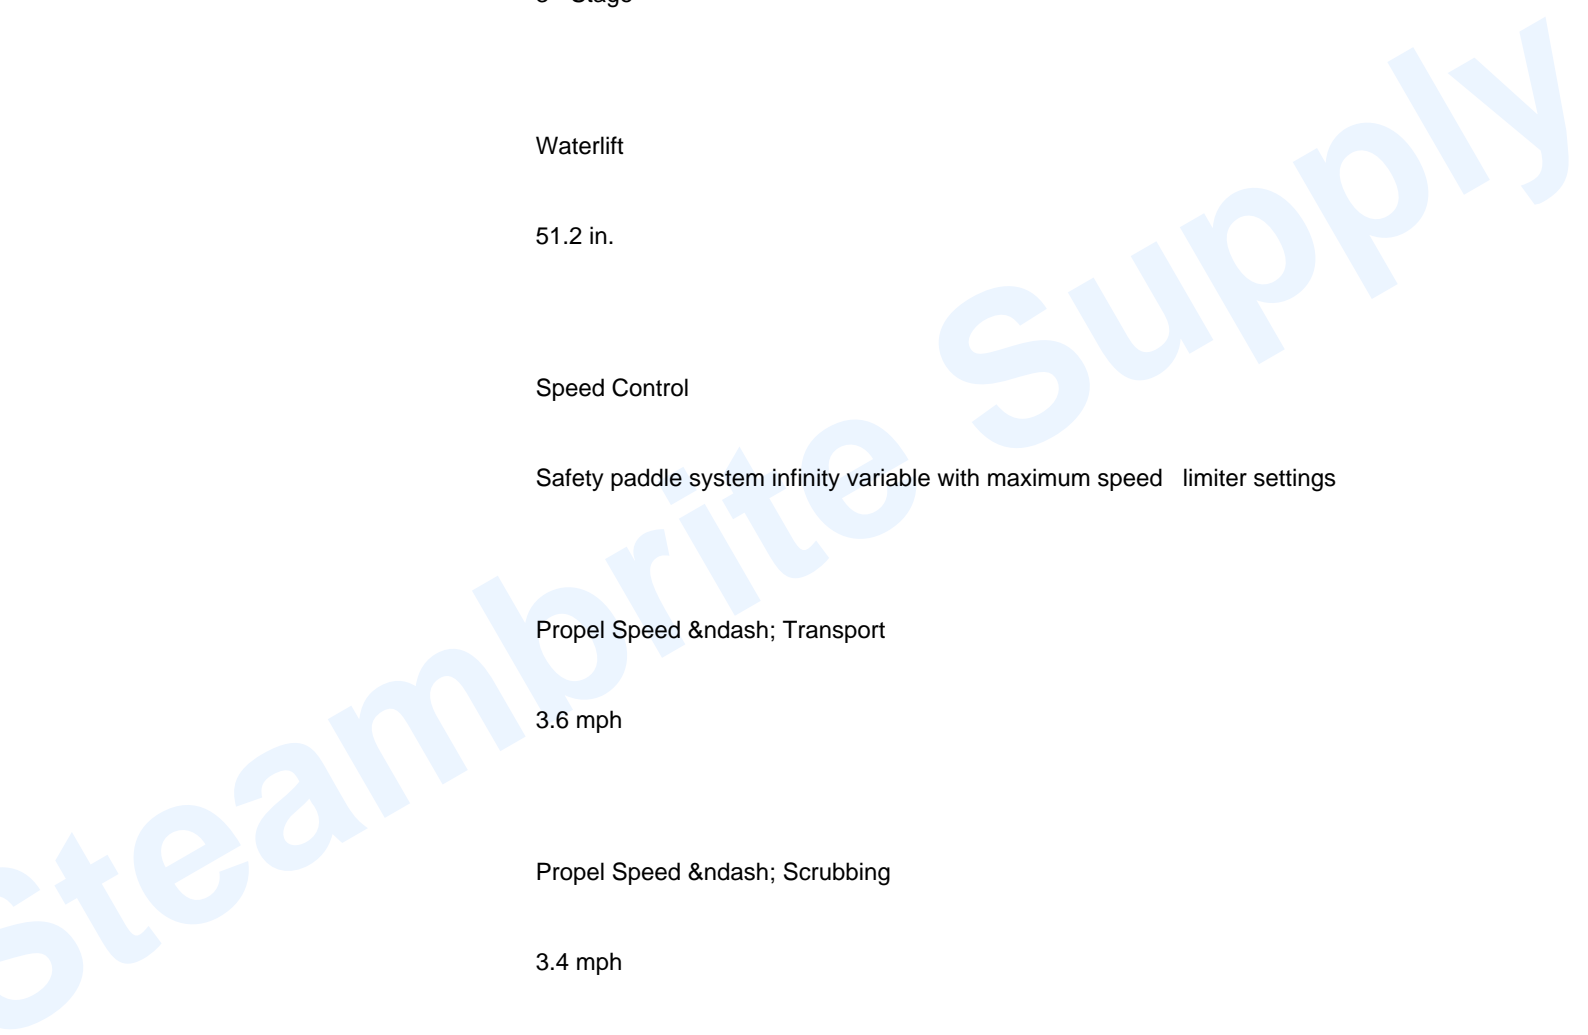 Stage
Waterlift
51.2 in.
Speed Control
Safety paddle system infinity variable with maximum speed   limiter settings
Propel Speed &ndash; Transport
3.6 mph
Propel Speed &ndash; Scrubbing
3.4 mph
Steambrite Supply